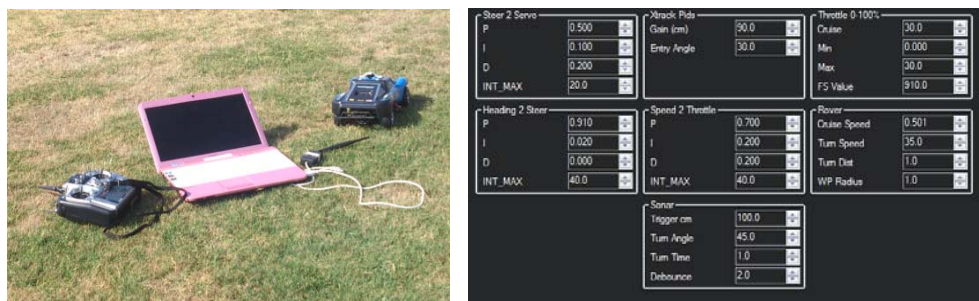 Steer 2 Servo
P 0.500
I 0.100
D 0.200
INT_MAX 20.0
Xtrack Pids
Gain (cm) 90.0
Entry Angle 30.0
Throttle 0-100%
Cruise 30.0
Min 0.000
Max 30.0
FS Value 910.0
Heading 2 Steer
P 0.910
I 0.020
D 0.000
INT_MAX 40.0
Speed 2 Throttle
P 0.700
I 0.200
D 0.200
INT_MAX 40.0
Rover
Cruise Speed 0.501
Turn Speed 35.0
Turn Dist 1.0
WP Radius 1.0
Sonar
Trigger cm 100.0
Turn Angle 45.0
Turn Time 1.0
Debounce 2.0